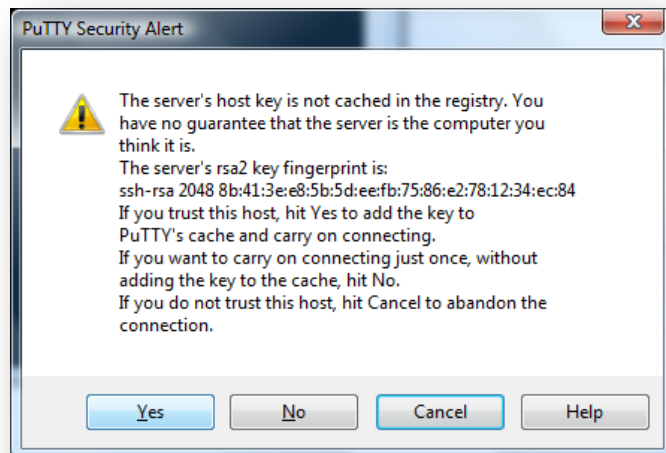 PuTTY Security Alert
The server's host key is not cached in the registry. You
have no guarantee that the server is the computer you
think it is.
The server's rsa2 key fingerprint is:
ssh-rsa 2048 8b:41:3e:e8:5b:5d:ee:fb:75:86:e2:78:12:34:ec:84
If you trust this host, hit Yes to add the key to
PuTTY's cache and carry on connecting.
If you want to carry on connecting just once, without
adding the key to the cache, hit No.
If you do not trust this host, hit Cancel to abandon the
connection.
Yes No Cancel Help